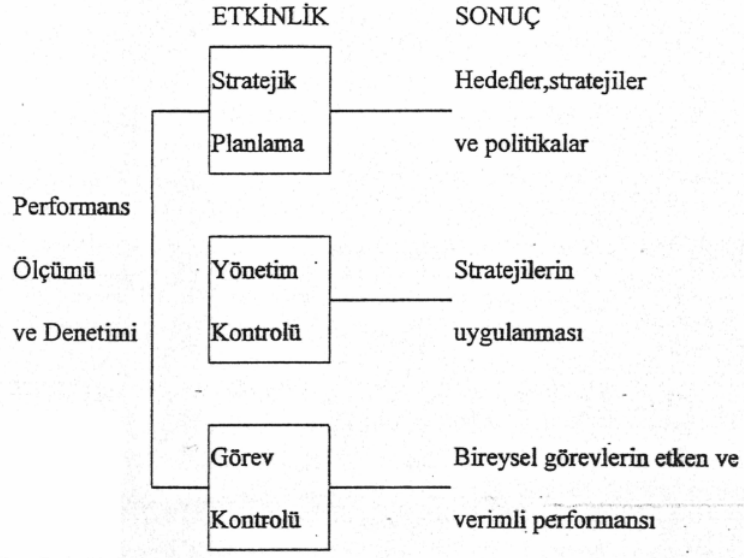 ETKİNLİK SONUÇ
Stratejik Hedefler,stratejiler
Planlama ve politikalar
Performans
Ölçümü Yönetim Stratejilerin
ve Denetimi Kontrolü uygulanması
Görev Bireysel görevlerin etken ve
Kontrolü verimli performansı